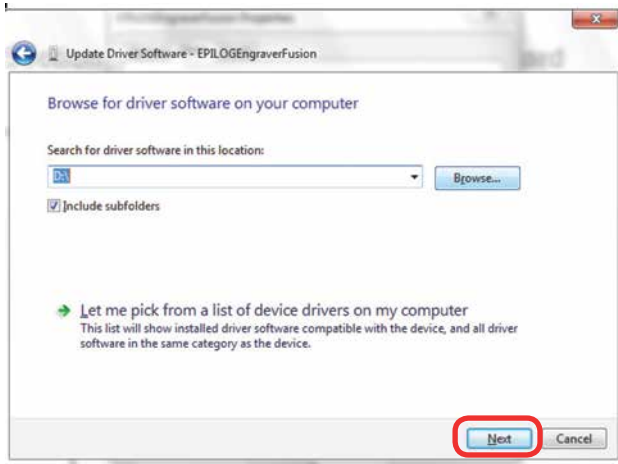 EPILOGEngraverFusion Properties
Update Driver Software - EPILOGEngraverFusion
Browse for driver software on your computer
Search for driver software in this location:
D:\
Browse...
Include subfolders
Let me pick from a list of device drivers on my computer
This list will show installed driver software compatible with the device, and all driver
software in the same category as the device.
Next
Cancel